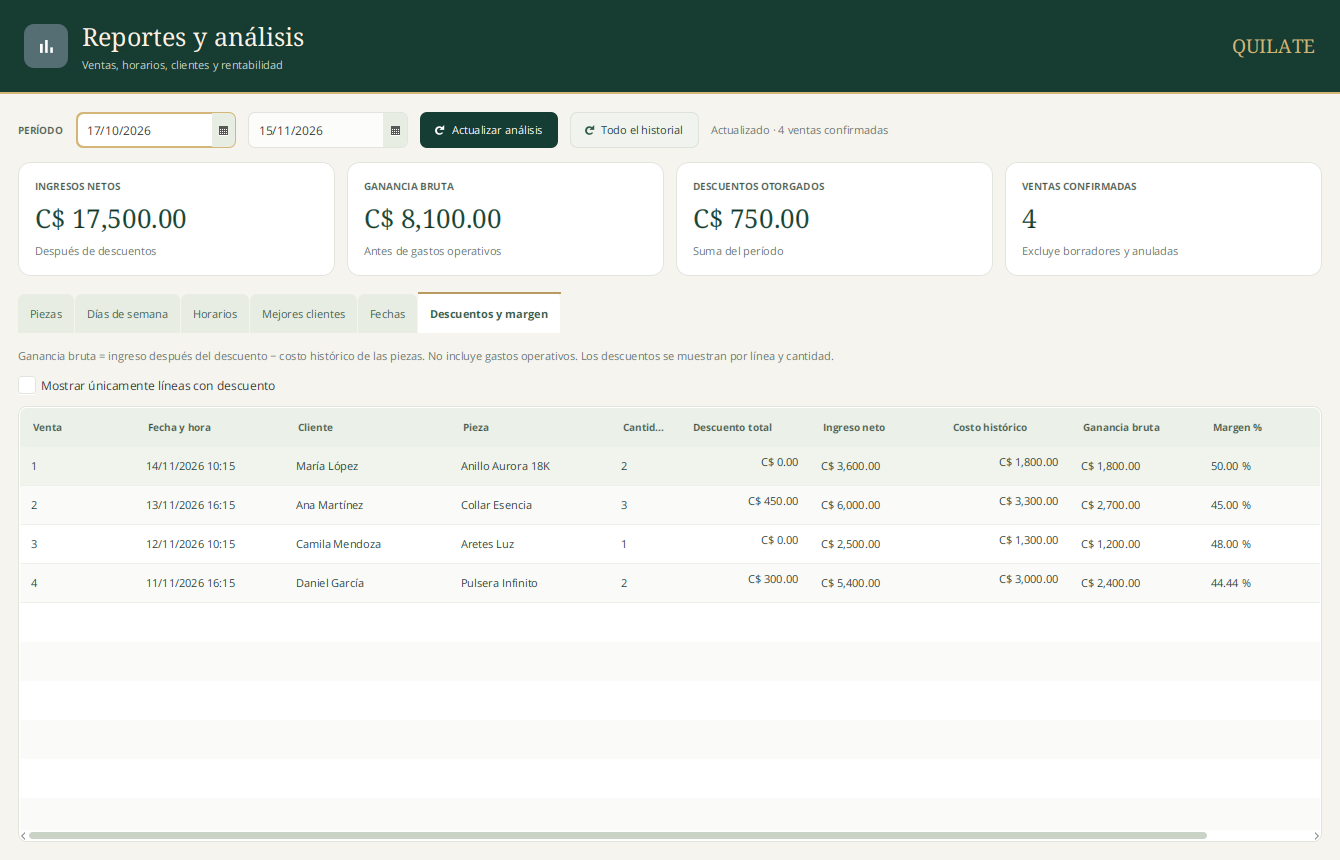 Reportes y análisis
Ventas, horarios, clientes y rentabilidad
QUILATE
PERÍODO 17/10/2026 15/11/2026 Actualizar análisis Todo el historial Actualizado · 4 ventas confirmadas
INGRESOS NETOS GANANCIA BRUTA DESCUENTOS OTORGADOS VENTAS CONFIRMADAS
C$ 17,500.00 C$ 8,100.00 C$ 750.00 4
Después de descuentos Antes de gastos operativos Suma del período Excluye borradores y anuladas
Piezas Días de semana Horarios Mejores clientes Fechas Descuentos y margen
Ganancia bruta = ingreso después del descuento − costo histórico de las piezas. No incluye gastos operativos. Los descuentos se muestran por línea y cantidad.
Mostrar únicamente líneas con descuento
Venta Fecha y hora Cliente Pieza Cantid... Descuento total Ingreso neto Costo histórico Ganancia bruta Margen %
1 14/11/2026 10:15 María López Anillo Aurora 18K 2 C$ 0.00 C$ 3,600.00 C$ 1,800.00 C$ 1,800.00 50.00 %
2 13/11/2026 16:15 Ana Martínez Collar Esencia 3 C$ 450.00 C$ 6,000.00 C$ 3,300.00 C$ 2,700.00 45.00 %
3 12/11/2026 10:15 Camila Mendoza Aretes Luz 1 C$ 0.00 C$ 2,500.00 C$ 1,300.00 C$ 1,200.00 48.00 %
4 11/11/2026 16:15 Daniel García Pulsera Infinito 2 C$ 300.00 C$ 5,400.00 C$ 3,000.00 C$ 2,400.00 44.44 %